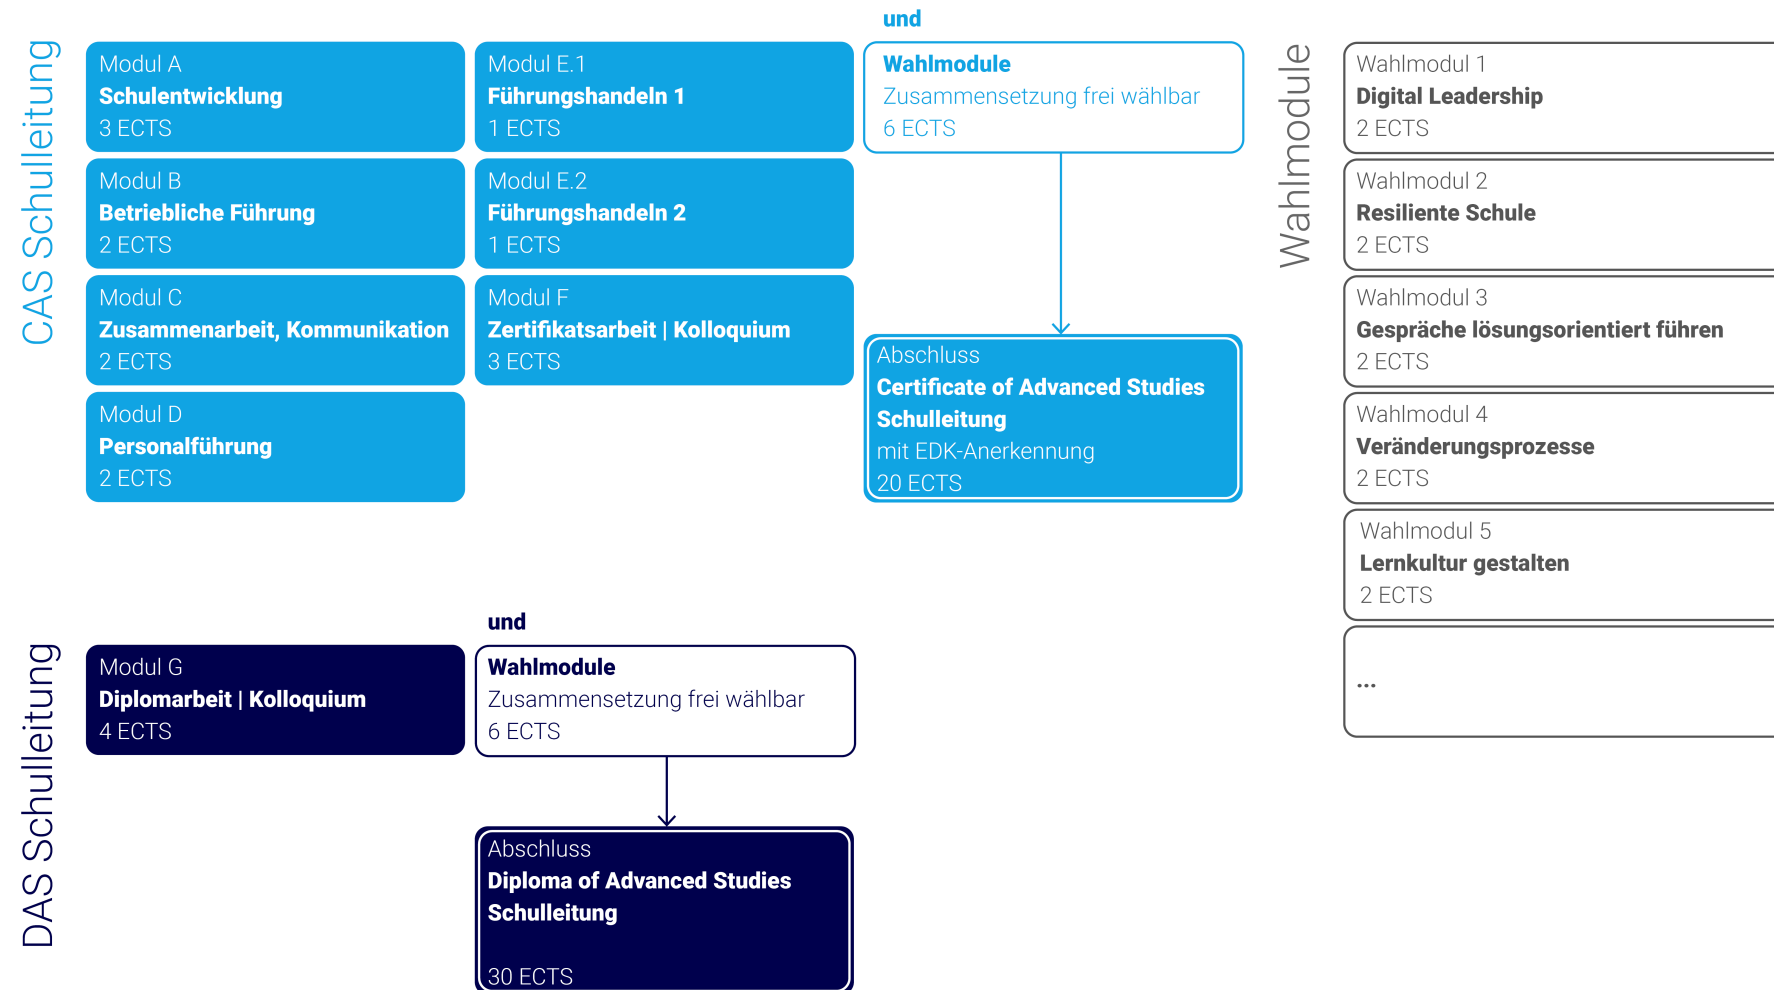 CAS Schulleitung
Modul A
Schulentwicklung
3 ECTS
Modul B
Betriebliche Führung
2 ECTS
Modul C
Zusammenarbeit, Kommunikation
2 ECTS
Modul D
Personalführung
2 ECTS
Modul E.1
Führungshandeln 1
1 ECTS
Modul E.2
Führungshandeln 2
1 ECTS
Modul F
Zertifikatsarbeit | Kolloquium
3 ECTS
und
Wahlmodule
Zusammensetzung frei wählbar
6 ECTS
Abschluss
Certificate of Advanced Studies
Schulleitung
mit EDK-Anerkennung
20 ECTS
Wahlmodule
Wahlmodul 1
Digital Leadership
2 ECTS
Wahlmodul 2
Resiliente Schule
2 ECTS
Wahlmodul 3
Gespräche lösungsorientiert führen
2 ECTS
Wahlmodul 4
Veränderungsprozesse
2 ECTS
Wahlmodul 5
Lernkultur gestalten
2 ECTS
...
DAS Schulleitung
Modul G
Diplomarbeit | Kolloquium
4 ECTS
und
Wahlmodule
Zusammensetzung frei wählbar
6 ECTS
Abschluss
Diploma of Advanced Studies
Schulleitung
30 ECTS